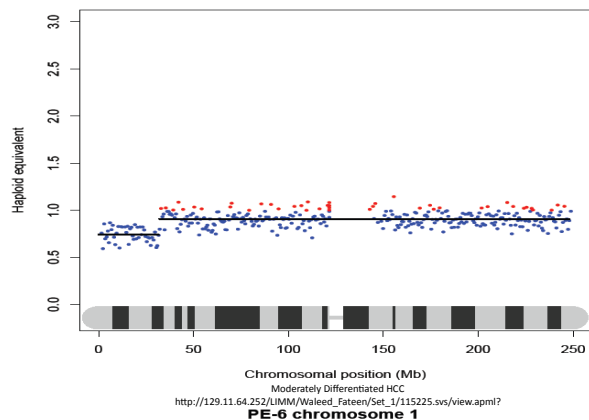 3.0
2.5
2.0
1.5
1.0
0.5
0.0
Haploid equivalent
0 50 100 150 200 250
Chromosomal position (Mb)
Moderately Differentiated HCC
http://129.11.64.252/LIMM/Waleed_Fateen/Set_1/115225.svs/view.apml?
PE-6 chromosome 1